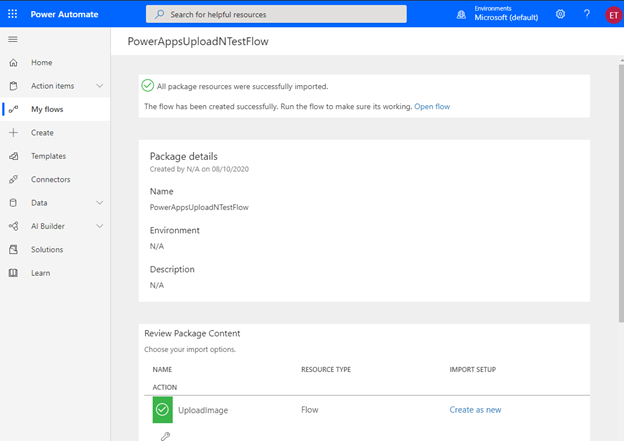 Power Automate
Search for helpful resources
Environments
Microsoft (default)
?
ET
PowerAppsUploadNTestFlow
Home
Action items
My flows
Create
Templates
Connectors
Data
AI Builder
Solutions
Learn
All package resources were successfully imported.
The flow has been created successfully. Run the flow to make sure its working. Open flow
Package details
Created by N/A on 08/10/2020
Name
PowerAppsUploadNTestFlow
Environment
N/A
Description
N/A
Review Package Content
Choose your import options.
NAME RESOURCE TYPE IMPORT SETUP
ACTION
UploadImage Flow Create as new